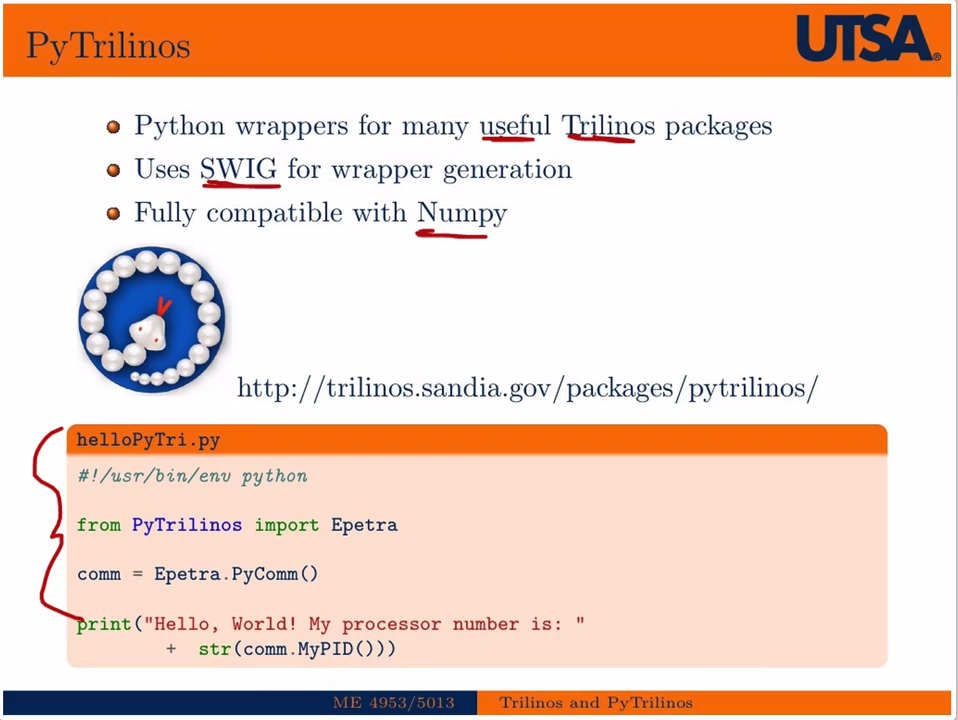 PyTrilinos
UTSA®
Python wrappers for many useful Trilinos packages
Uses SWIG for wrapper generation
Fully compatible with Numpy
http://trilinos.sandia.gov/packages/pytrilinos/
helloPyTri.py
#!/usr/bin/env python
from PyTrilinos import Epetra
comm = Epetra.PyComm()
print("Hello, World! My processor number is: "
+ str(comm.MyPID()))
ME 4953/5013 Trilinos and PyTrilinos